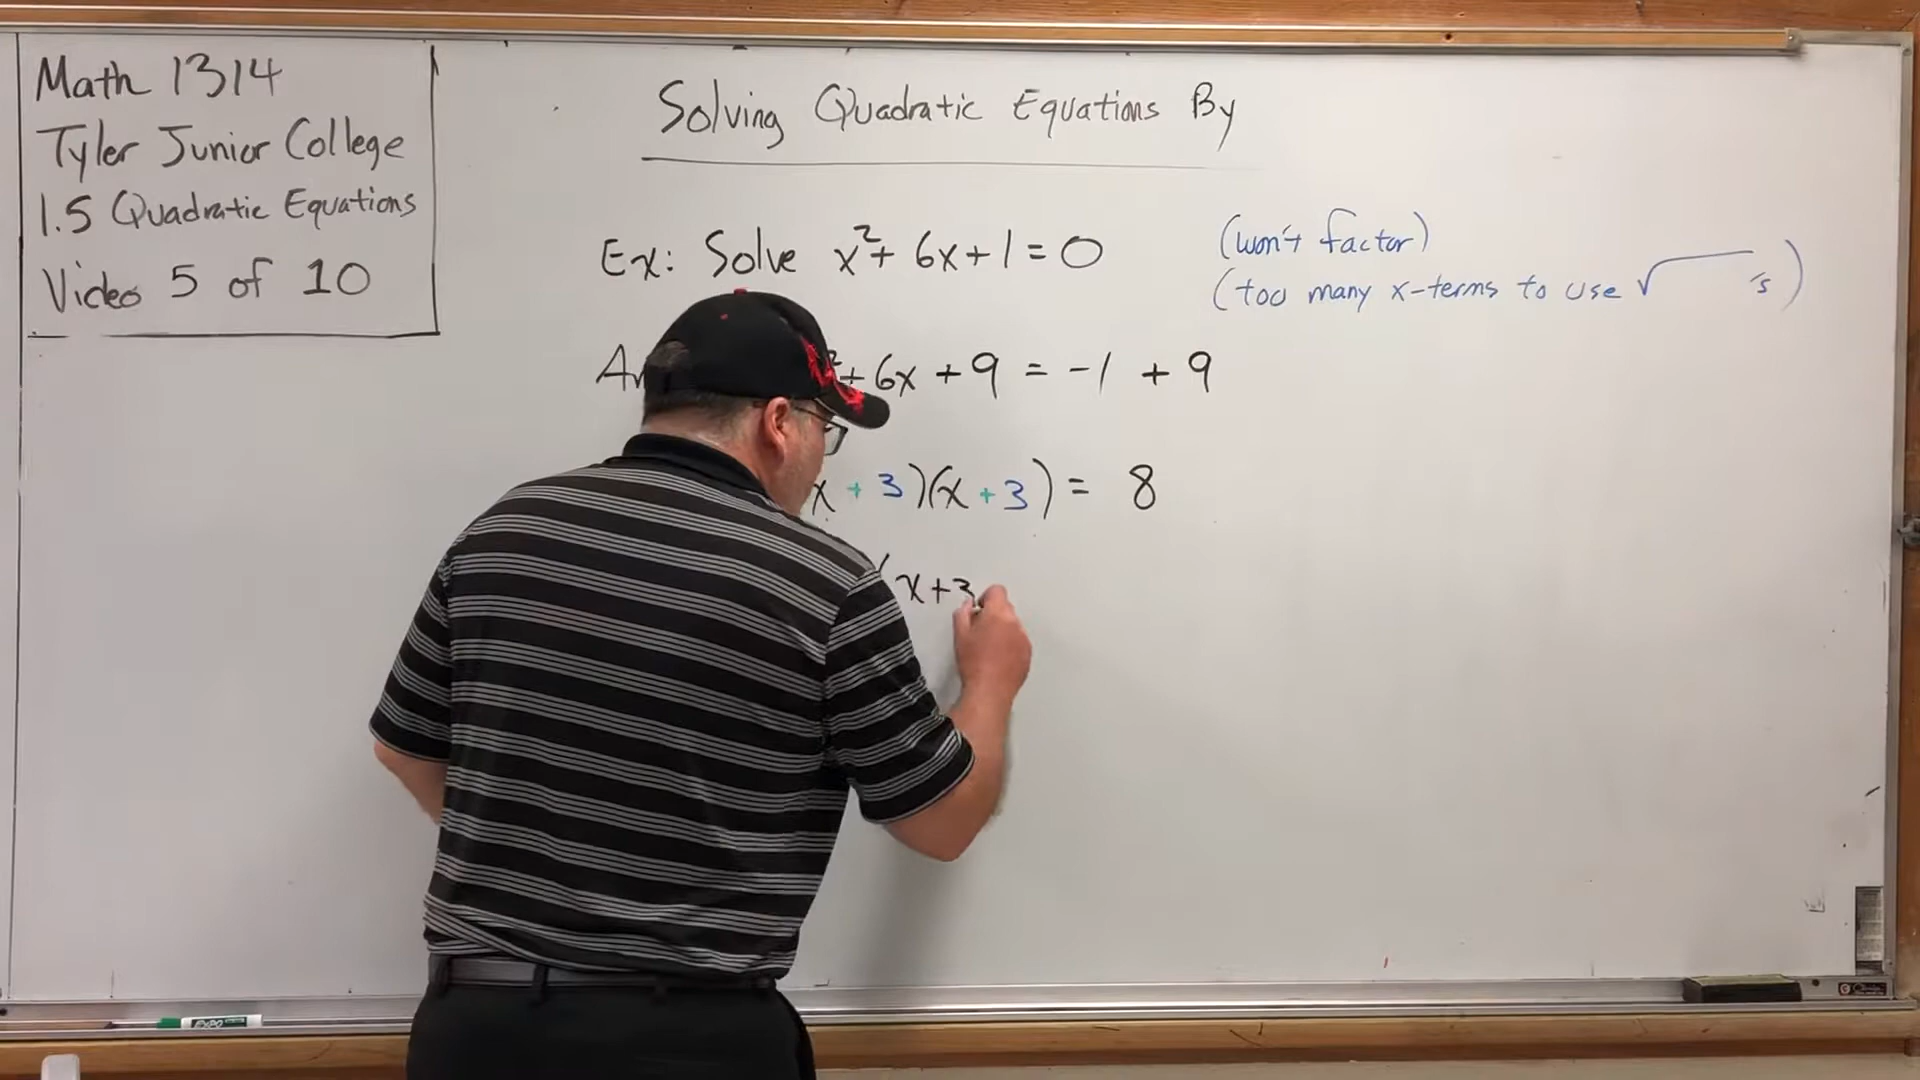 Math 1314
Tyler Junior College
1.5 Quadratic Equations
Video 5 of 10
Solving Quadratic Equations By
Ex: Solve x²+ 6x+1=0
(won't factor)
(too many x-terms to use √ 's)
+6x +9 = -1 +9
x +3)(x +3) = 8
(x+3
EXPO